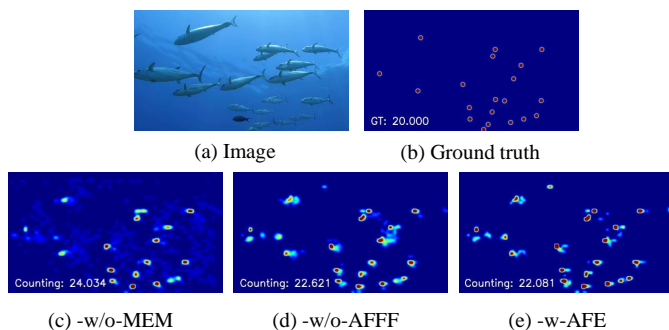 GT: 20.000
(a) Image
(b) Ground truth
Counting: 24.034
Counting: 22.621
Counting: 22.081
(c) -w/o-MEM
(d) -w/o-AFFF
(e) -w-AFE